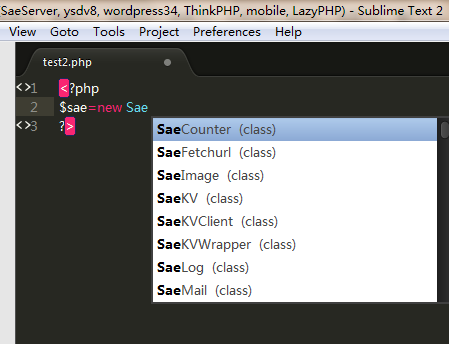 (SaeServer, ysdv8, wordpress34, ThinkPHP, mobile, LazyPHP) - Sublime Text 2
View Goto Tools Project Preferences Help
test2.php
<>1 <?php
2 $sae=new Sae
<>3 ?>
SaeCounter (class)
SaeFetchurl (class)
SaeImage (class)
SaeKV (class)
SaeKVClient (class)
SaeKVWrapper (class)
SaeLog (class)
SaeMail (class)